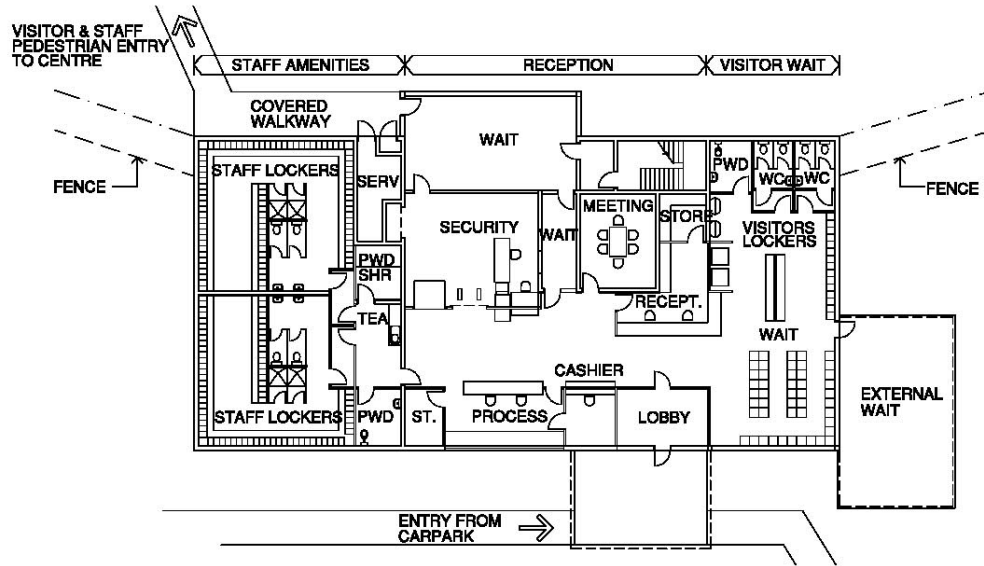 VISITOR & STAFF
PEDESTRIAN ENTRY
TO CENTRE
STAFF AMENITIES
RECEPTION
VISITOR WAIT
COVERED
WALKWAY
WAIT
STAFF LOCKERS
SERV
PWD
WC
WC
FENCE
FENCE
MEETING
STORE
SECURITY
WAIT
VISITORS
LOCKERS
PWD
SHR
RECEPT.
TEA
WAIT
CASHIER
EXTERNAL
WAIT
STAFF LOCKERS
PWD
ST.
PROCESS
LOBBY
ENTRY FROM
CARPARK